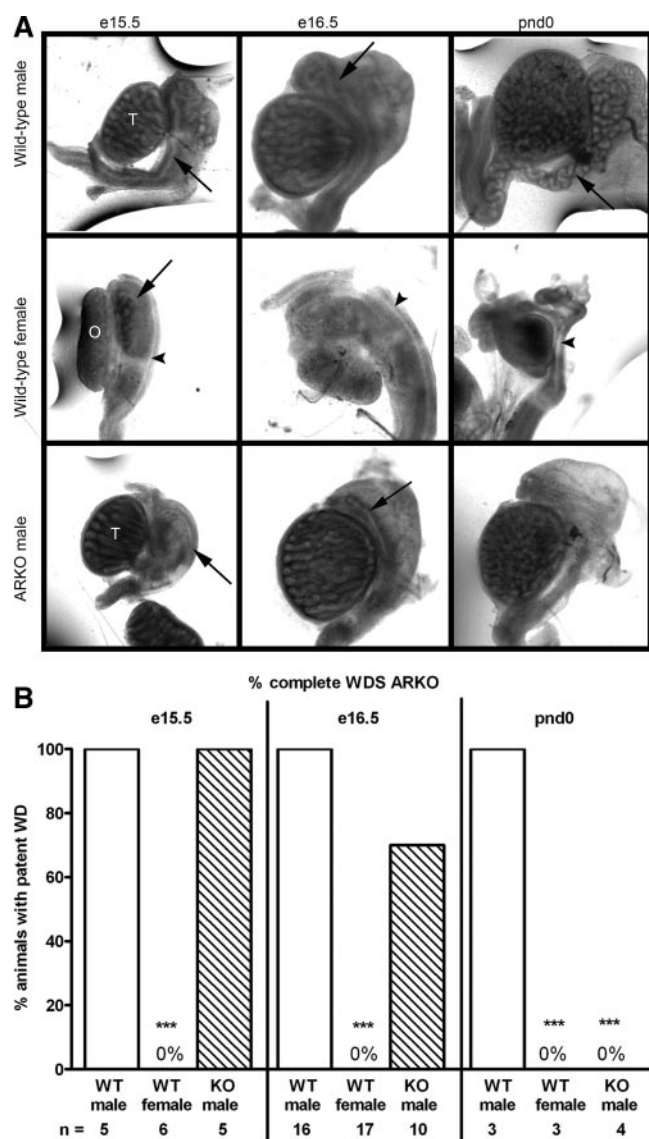 A
e15.5 e16.5 pnd0
Wild-type male
T
Wild-type female
O
ARKO male
T
B
% complete WDS ARKO
e15.5 e16.5 pnd0
% animals with patent WD
100
80
60
40
20
0
*** *** *** ***
0% 0% 0% 0%
WT WT KO WT WT KO WT WT KO
male female male male female male male female male
n = 5 6 5 16 17 10 3 3 4